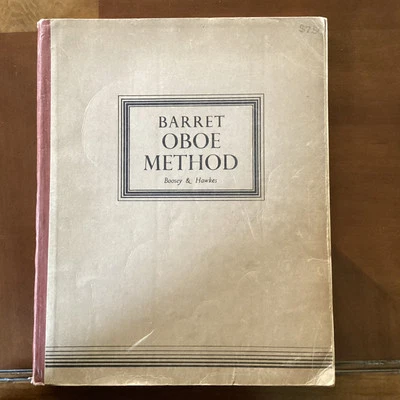 BARRET
OBOE
METHOD
Boosey & Hawkes